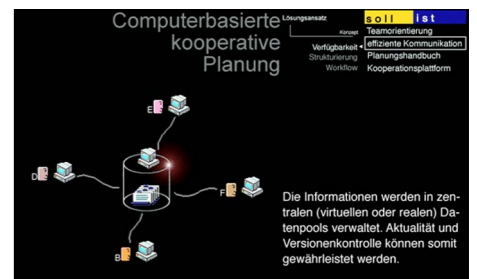 Computerbasierte
kooperative
Planung
Lösungsansatz
Konzept
Verfügbarkeit
Strukturierung
Workflow
soll ist
Teamorientierung
effiziente Kommunikation
Planungshandbuch
Kooperationsplattform
E
D
F
B
Die Informationen werden in zen-
tralen (virtuellen oder realen) Da-
tenpools verwaltet. Aktualität und
Versionenkontrolle können somit
gewährleistet werden.